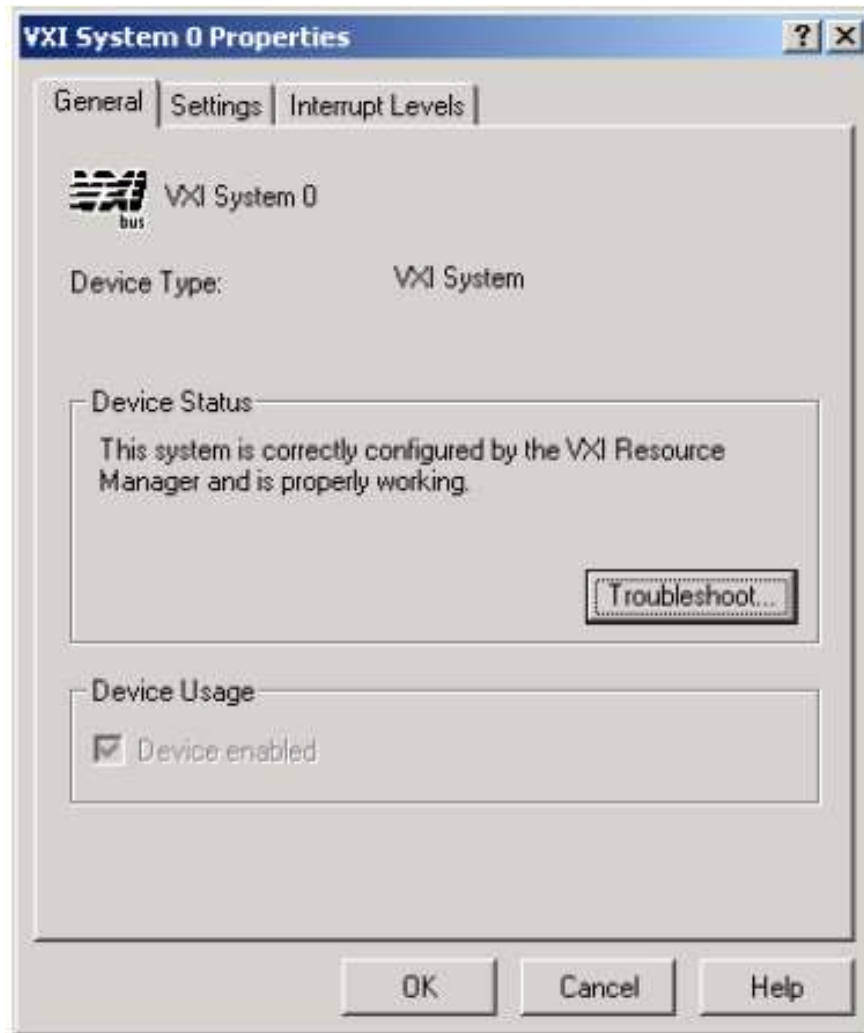 VXI System 0 Properties
General Settings Interrupt Levels
VXI bus
VXI System 0
Device Type: VXI System
Device Status
This system is correctly configured by the VXI Resource
Manager and is properly working.
Troubleshoot...
Device Usage
Device enabled
OK Cancel Help